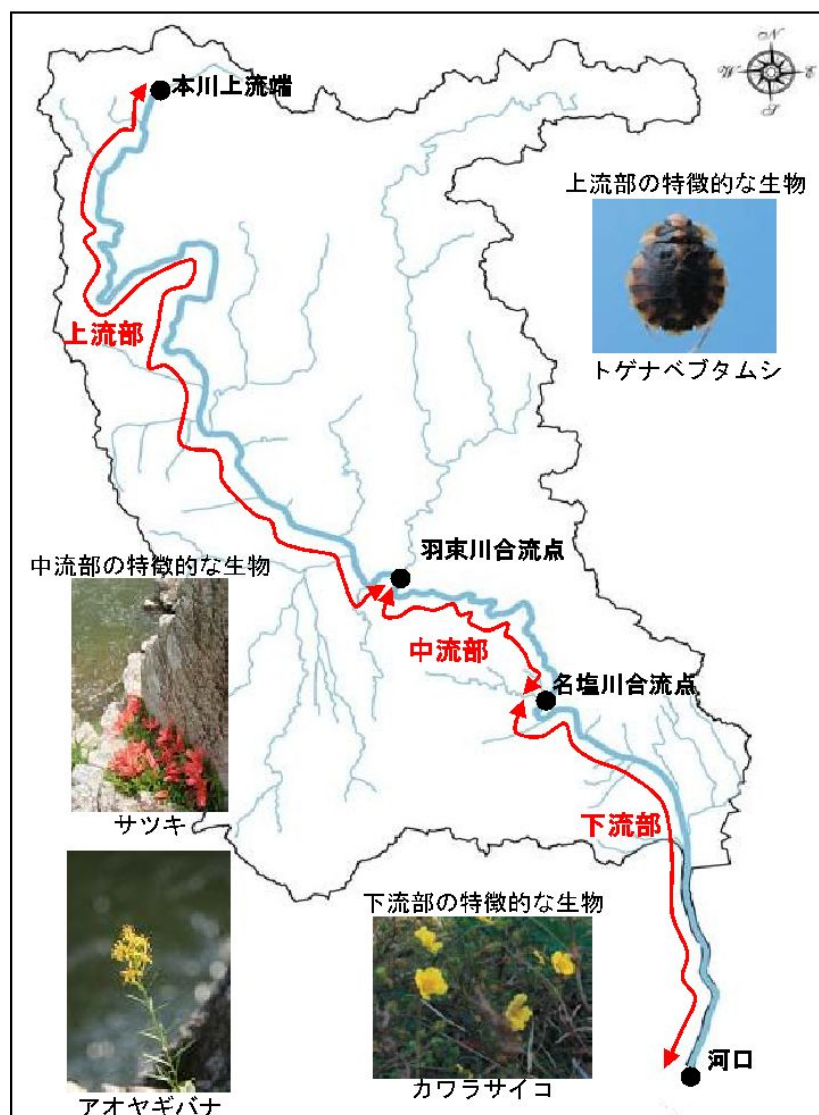 本川上流端
N
W
E
S
上流部の特徴的な生物
トゲナベブタムシ
上流部
羽束川合流点
中流部の特徴的な生物
サツキ
中流部
名塩川合流点
下流部
アオヤギバナ
下流部の特徴的な生物
カワラサイコ
河口